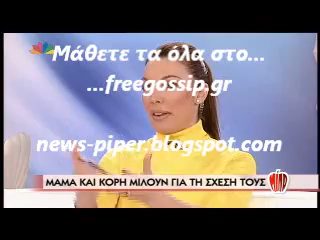 Μάθετε τα όλα στο...
...freegossip.gr
news-piper.blogspot.com
ΜΑΜΑ ΚΑΙ ΚΟΡΗ ΜΙΛΟΥΝ ΓΙΑ ΤΗ ΣΧΕΣΗ ΤΟΥΣ